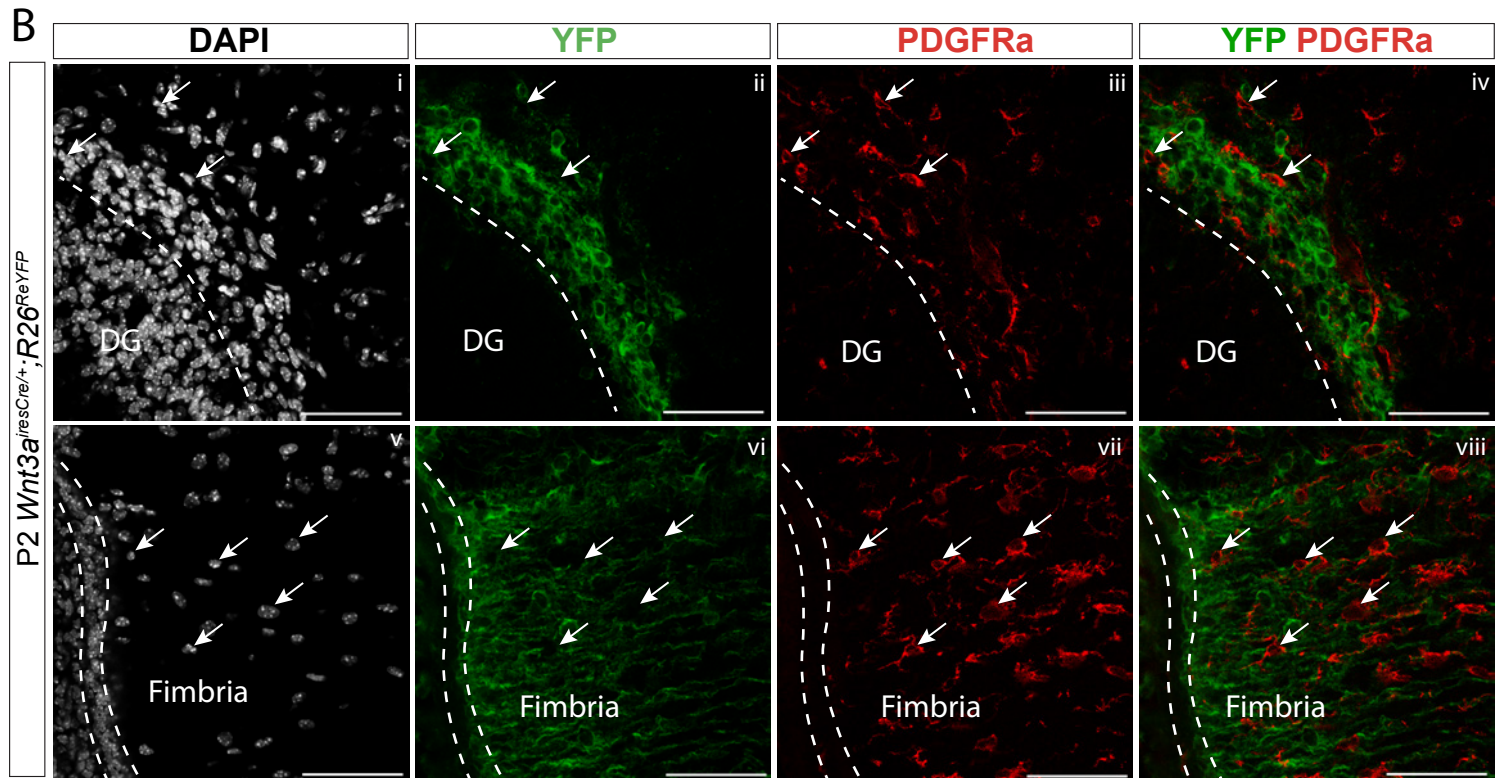 B
DAPI
YFP
PDGFRa
YFP PDGFRa
P2 Wnt3a^iresCre/+;R26^ReYFP
i
ii
iii
iv
DG
DG
DG
DG
v
vi
vii
viii
Fimbria
Fimbria
Fimbria
Fimbria